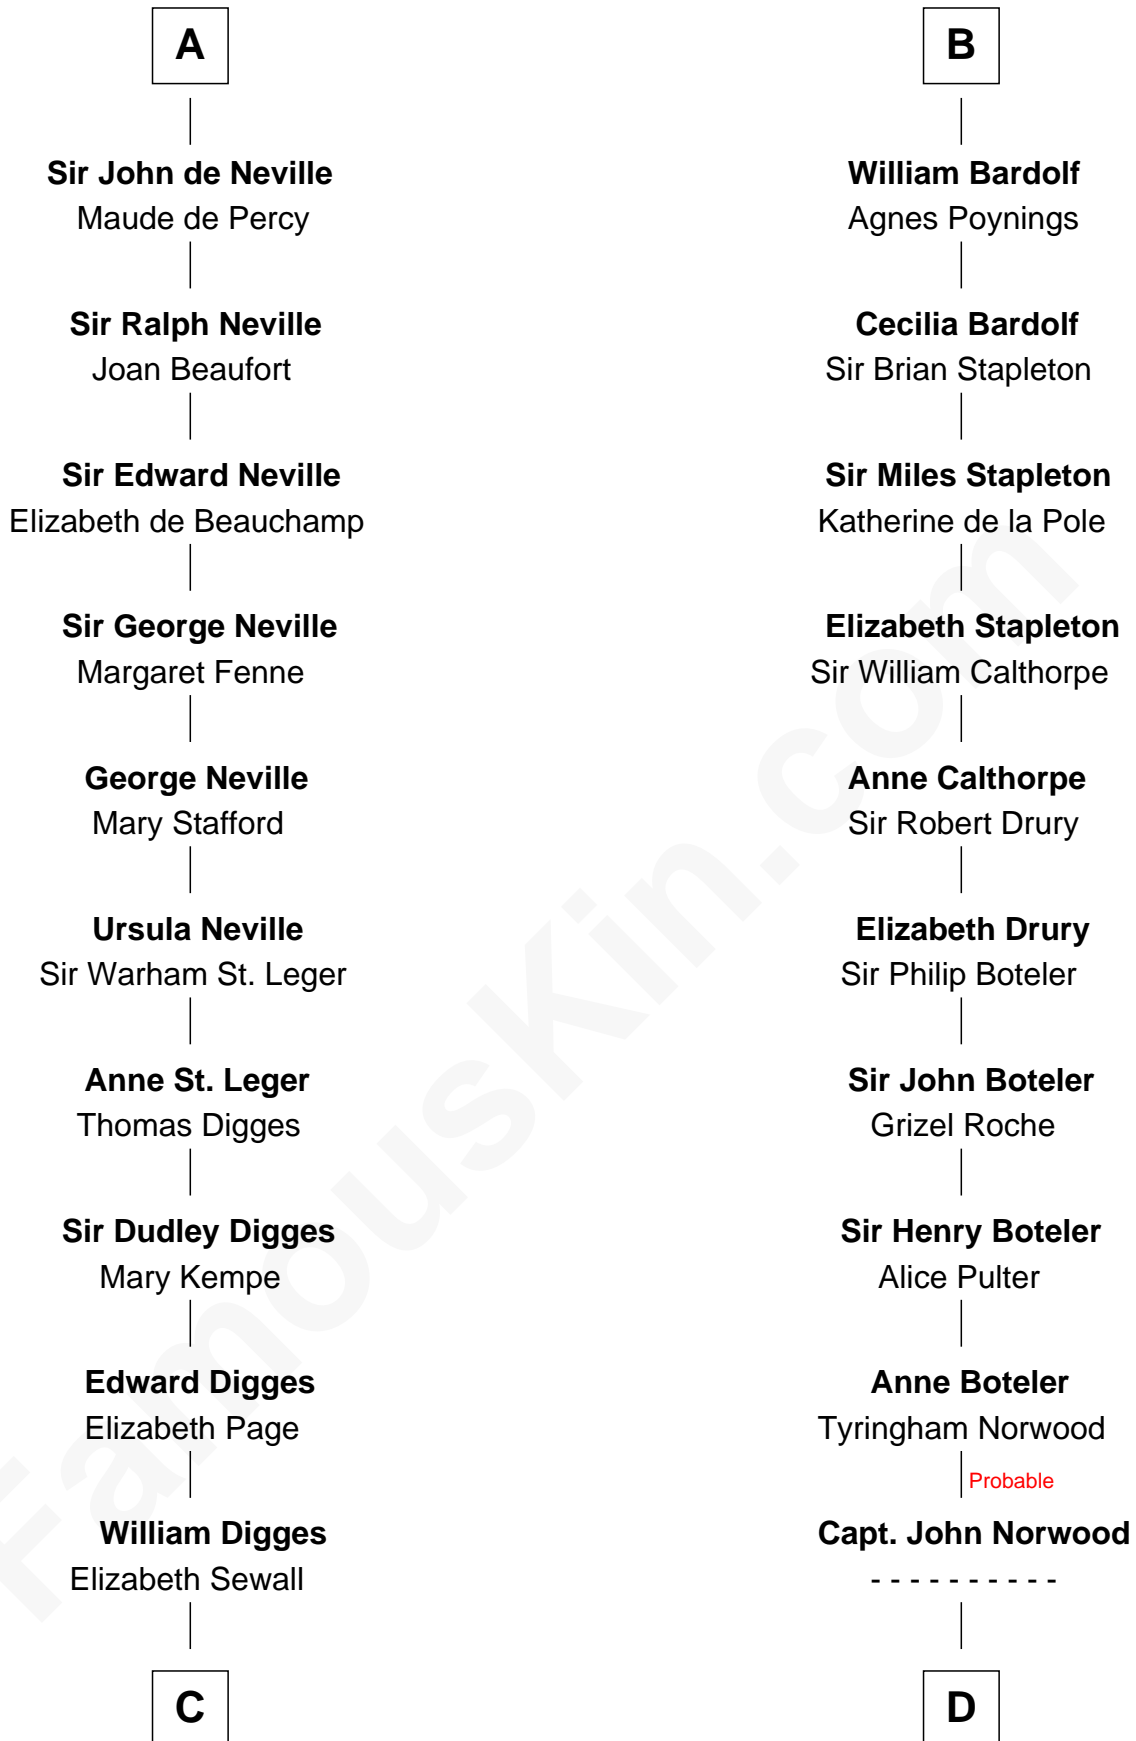 A
Sir John de Neville
Maude de Percy
Sir Ralph Neville
Joan Beaufort
Sir Edward Neville
Elizabeth de Beauchamp
Sir George Neville
Margaret Fenne
George Neville
Mary Stafford
Ursula Neville
Sir Warham St. Leger
Anne St. Leger
Thomas Digges
Sir Dudley Digges
Mary Kempe
Edward Digges
Elizabeth Page
William Digges
Elizabeth Sewall
C
B
William Bardolf
Agnes Poynings
Cecilia Bardolf
Sir Brian Stapleton
Sir Miles Stapleton
Katherine de la Pole
Elizabeth Stapleton
Sir William Calthorpe
Anne Calthorpe
Sir Robert Drury
Elizabeth Drury
Sir Philip Boteler
Sir John Boteler
Grizel Roche
Sir Henry Boteler
Alice Pulter
Anne Boteler
Tyringham Norwood
Probable
Capt. John Norwood
- - - - - - - - - -
D
FamousKin.com